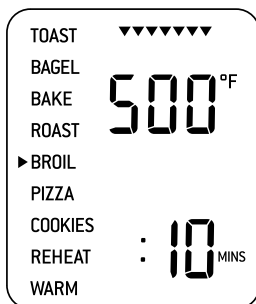 TOAST
BAGEL
BAKE
500°F
ROAST
BROIL
PIZZA
COOKIES
REHEAT
:10 MINS
WARM